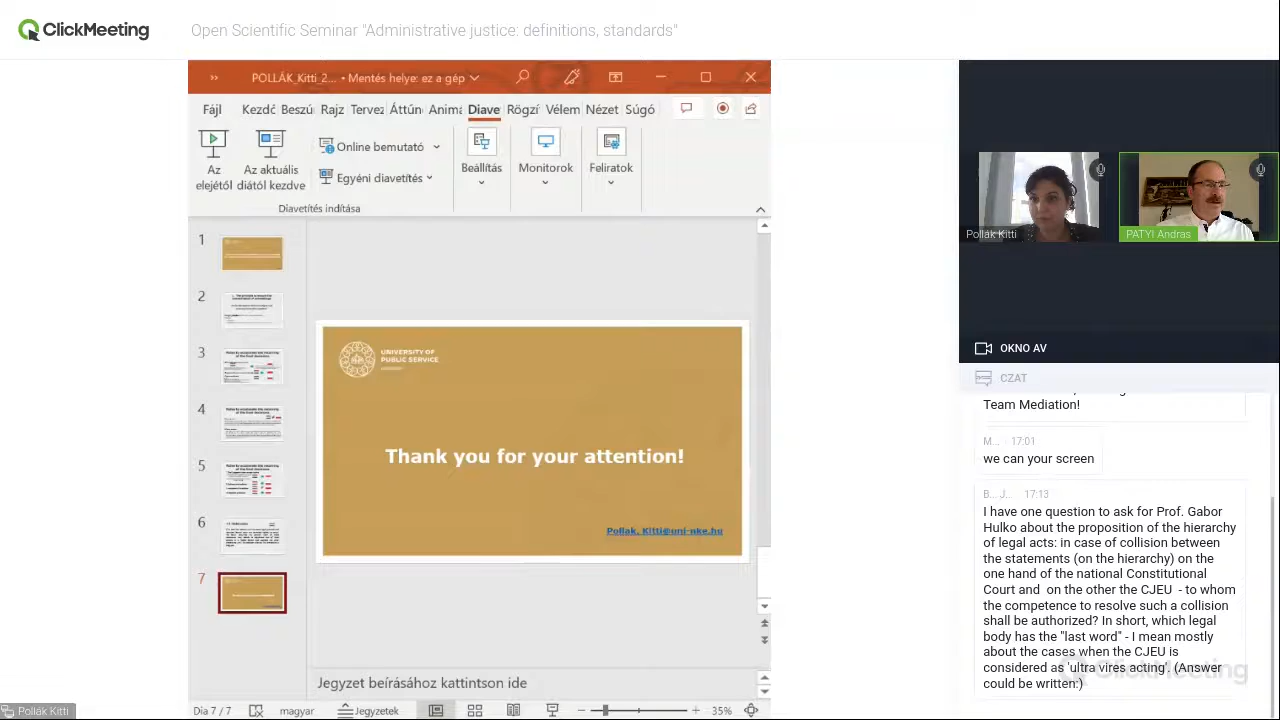 ClickMeeting
Open Scientific Seminar "Administrative justice: definitions, standards"
POLLÁK_Kitti_2... • Mentés helye: ez a gép
Fájl Kezdő Beszú Rajz Tervez Áttűn Anima Diave Rögzí Vélem Nézet Súgó
Az elejétől
Az aktuális diától kezdve
Online bemutató
Egyéni diavetítés
Beállítás
Monitorok
Feliratok
Diavetítés indítása
1
2
3
4
5
6
7
UNIVERSITY OF
PUBLIC SERVICE
Thank you for your attention!
Pollak.Kitti@uni-nke.hu
Jegyzet beírásához kattintson ide
Dia 7 / 7
magyar
Jegyzetek
35%
Pollák Kitti
Pollák Kitti
PATYI Andras
OKNO AV
CZAT
Team Mediation!
M... 17:01
we can your screen
B... J... 17:13
I have one question to ask for Prof. Gabor
Hulko about the proposition of the hierarchy
of legal acts: in case of collision between
the statements (on the hierarchy) on the
one hand of the national Constitutional
Court and on the other the CJEU - to whom
the competence to resolve such a collision
shall be authorized? In short, which legal
body has the "last word" - I mean mostly
about the cases when the CJEU is
considered as 'ultra vires acting'. (Answer
could be written:)
ClickMeeting